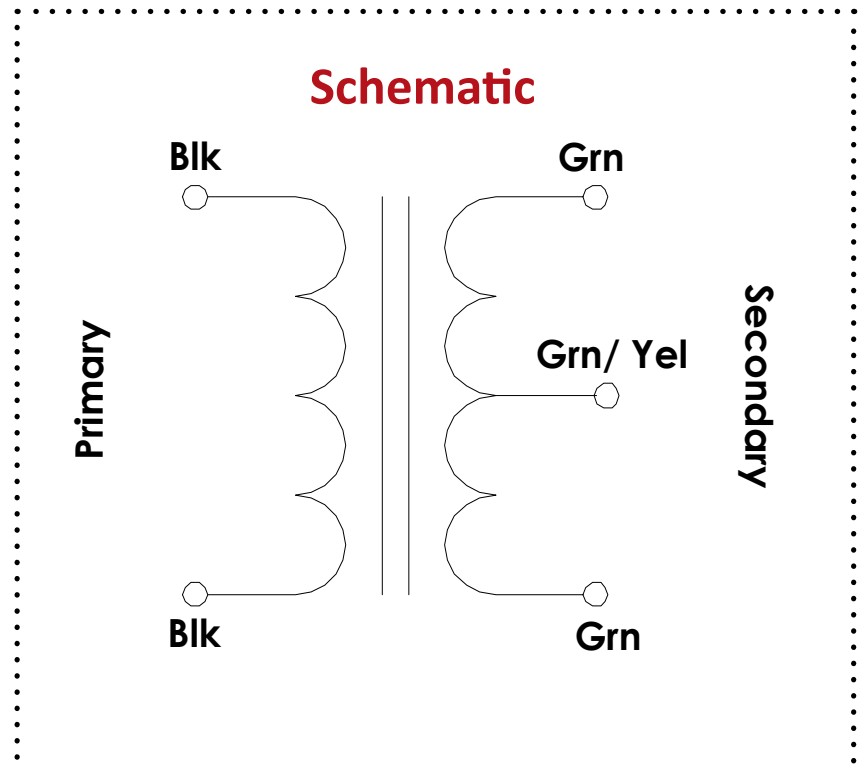 Schematic
Blk
Grn
Primary
Grn/ Yel
Secondary
Blk
Grn